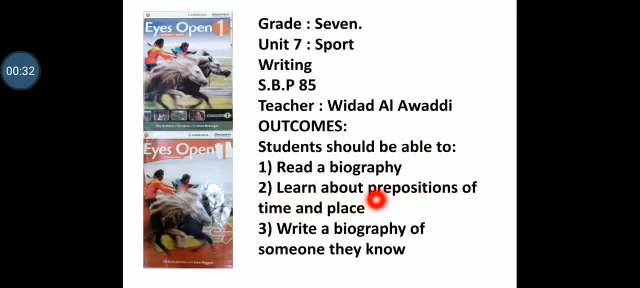 Eyes Open 1
Eyes Open 1
00:32
Grade : Seven.
Unit 7 : Sport
Writing
S.B.P 85
Teacher : Widad Al Awaddi
OUTCOMES:
Students should be able to:
1) Read a biography
2) Learn about prepositions of
time and place
3) Write a biography of
someone they know